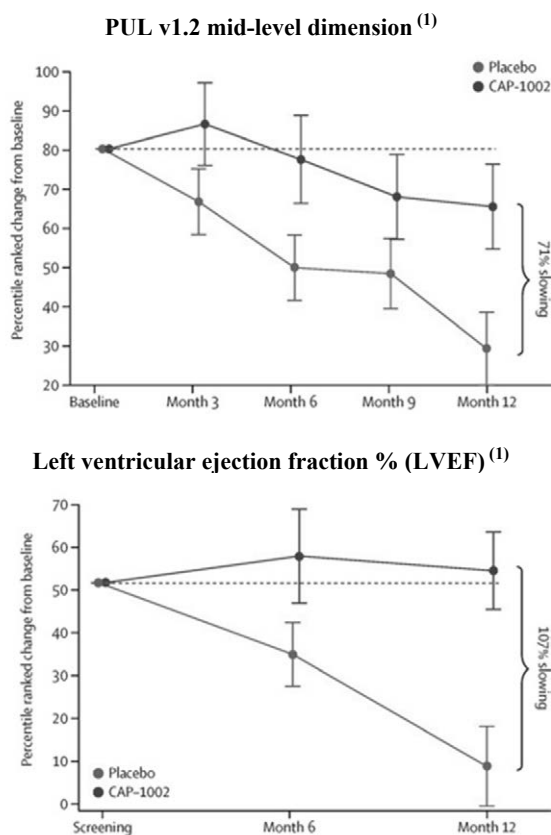 PUL v1.2 mid-level dimension (1)
Placebo
CAP-1002
Percentile ranked change from baseline
100
90
80
70
60
50
40
30
20
71% slowing
Baseline Month 3 Month 6 Month 9 Month 12
Left ventricular ejection fraction % (LVEF) (1)
Percentile ranked change from baseline
70
60
50
40
30
20
10
0
107% slowing
Placebo
CAP-1002
Screening Month 6 Month 12